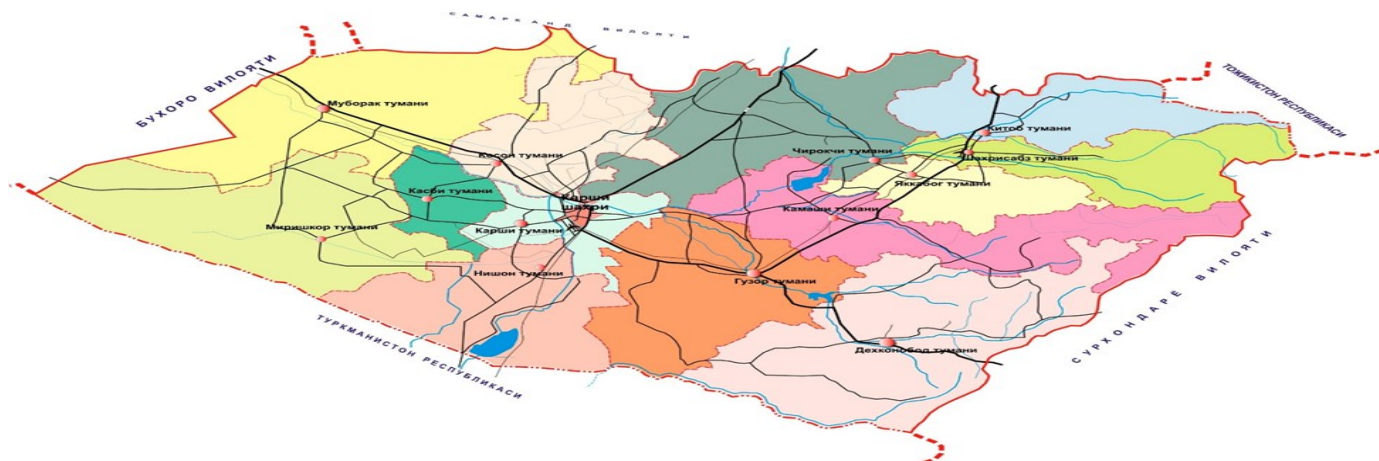 САМАРКАНД ВИЛОЯТИ
БУХОРО ВИЛОЯТИ
ТОЖИКИСТОН РЕСПУБЛИКАСИ
Муборак тумани
Китоб тумани
Косон тумани
Чирокчи тумани
Шахрисабз тумани
Яккабог тумани
Касби тумани
Карши
шахри
Камаши тумани
Миришкор тумани
Карши тумани
Нишон тумани
Гузор тумани
СУРХОНДАРЁ ВИЛОЯТИ
ТУРКМАНИСТОН РЕСПУБЛИКАСИ
Дехконобод тумани